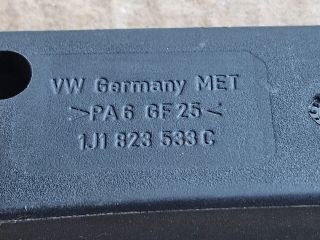 VW Germany MET
>PA6 GF25<
1J1 823 533 C